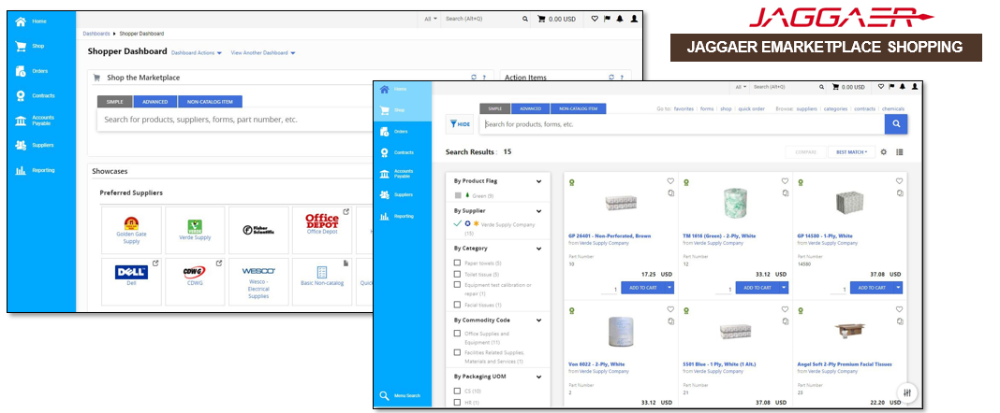 JAGGAER
JAGGAER EMARKETPLACE SHOPPING
Home
Shop
Orders
Contracts
Accounts
Payable
Suppliers
Reporting
All
Search (Alt+Q)
0.00 USD
Dashboards
Shopper Dashboard
Shopper Dashboard
Dashboard Actions
View Another Dashboard
Shop the Marketplace
?
Action Items
?
SIMPLE
ADVANCED
NON-CATALOG ITEM
Search for products, suppliers, forms, part number, etc.
Showcases
Preferred Suppliers
Golden Gate
Supply
VERDE
Verde Supply
Fisher
Scientific
Office
DEPOT
Office Depot
DELL
Dell
CDWG
CDWG
WESCO
Wesco -
Electrical
Supplies
Basic Non-catalog
Home
Shop
Orders
Contracts
Accounts
Payable
Suppliers
Reporting
Menu Search
All
Search (Alt+Q)
0.00 USD
SIMPLE
ADVANCED
NON-CATALOG ITEM
Go to: favorites | forms | shop | quick order
Browse: suppliers | categories | contracts | chemicals
HIDE
Search for products, forms, etc.
Search Results : 15
COMPARE
BEST MATCH
By Product Flag
Green (9)
By Supplier
Verde Supply Company
(15)
By Category
Paper towels (5)
Toilet tissue (5)
Equipment test calibration or
repair (1)
Facial tissues (1)
By Commodity Code
Office Supplies and
Equipment (11)
Facilities Related Supplies,
Materials and Services (1)
By Packaging UOM
CS (10)
HR (1)
GP 26401 - Non-Perforated, Brown
from Verde Supply Company
Part Number
10
17.25 USD
1
ADD TO CART
TM 1616 (Green) - 2-Ply, White
from Verde Supply Company
Part Number
12
33.12 USD
1
ADD TO CART
GP 14580 - 1-Ply, White
from Verde Supply Company
Part Number
14580
37.08 USD
1
ADD TO CART
Von 6022 - 2-Ply, White
from Verde Supply Company
Part Number
2
33.12 USD
5501 Blue - 1 Ply, White (1 Alt.)
from Verde Supply Company
Part Number
21
37.08 USD
Angel Soft 2-Ply Premium Facial Tissues
from Verde Supply Company
Part Number
23
22.20 USD